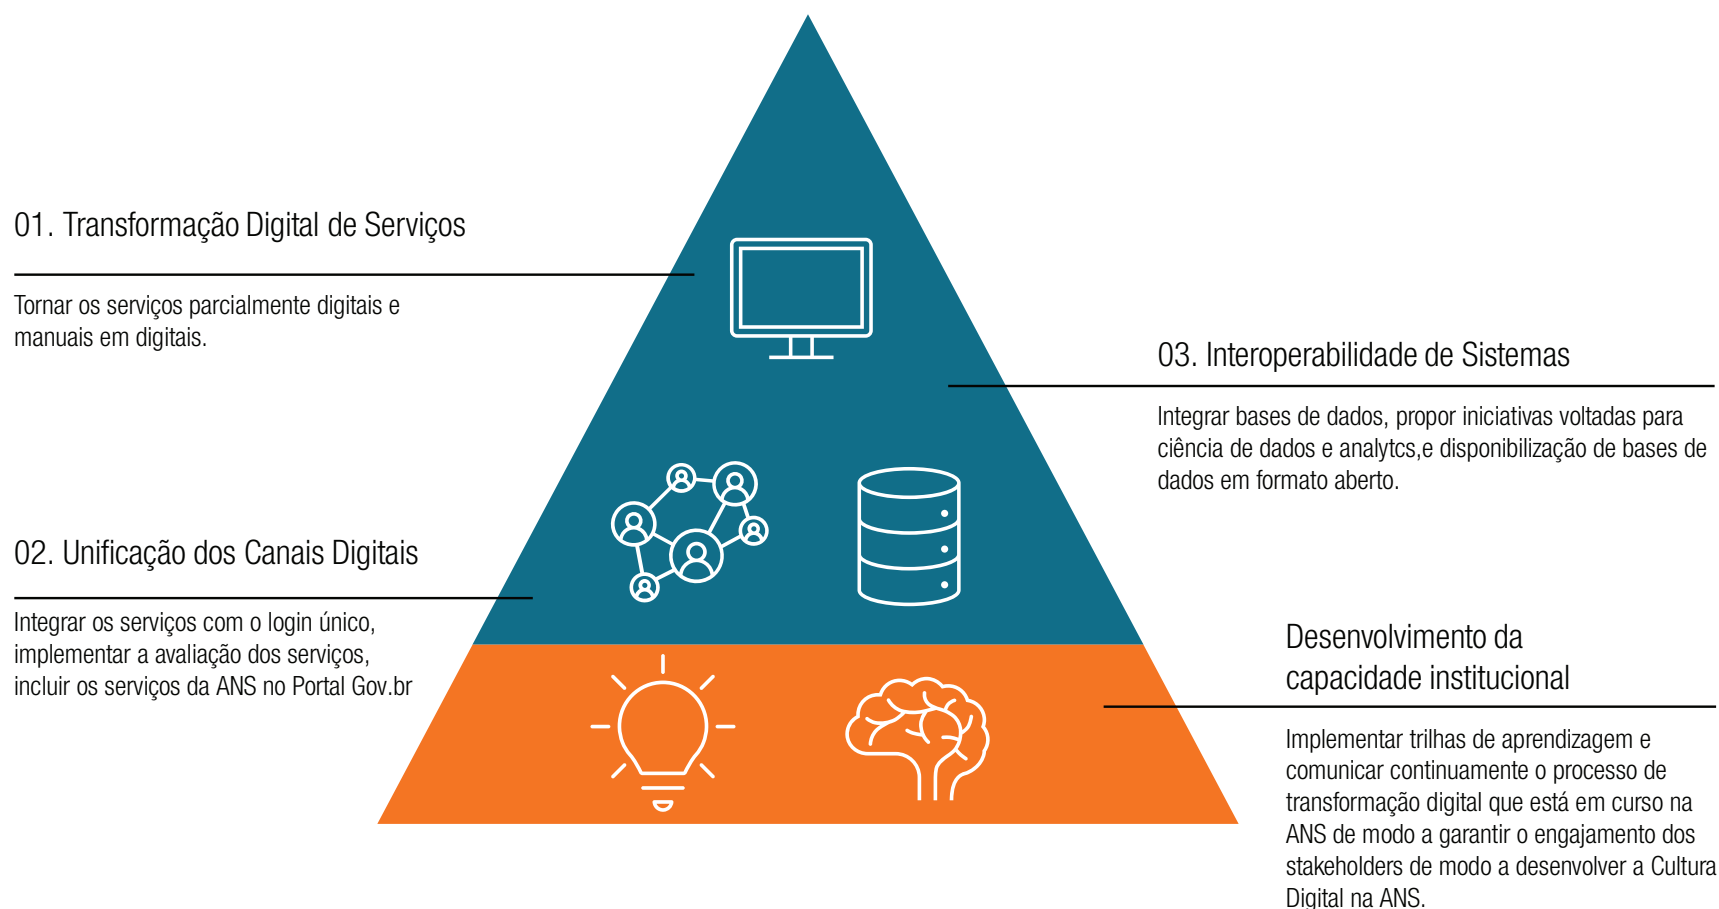 01. Transformação Digital de Serviços
Tornar os serviços parcialmente digitais e
manuais em digitais.
02. Unificação dos Canais Digitais
Integrar os serviços com o login único,
implementar a avaliação dos serviços,
incluir os serviços da ANS no Portal Gov.br
03. Interoperabilidade de Sistemas
Integrar bases de dados, propor iniciativas voltadas para
ciência de dados e analytcs,e disponibilização de bases de
dados em formato aberto.
Desenvolvimento da
capacidade institucional
Implementar trilhas de aprendizagem e
comunicar continuamente o processo de
transformação digital que está em curso na
ANS de modo a garantir o engajamento dos
stakeholders de modo a desenvolver a Cultura
Digital na ANS.